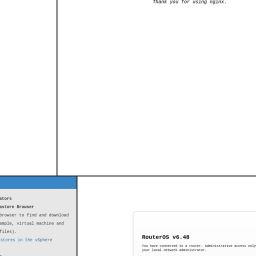 Thank you for using nginx.
ators
astore Browser
browser to find and download
ample, virtual machine and
files).
stores in the vSphere
RouterOS v6.48
You have connected to a router. Administrative access only
your local network administrator.